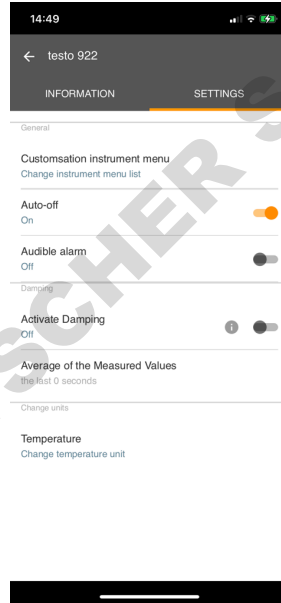 14:49
testo 922
INFORMATION SETTINGS
General
Customsation instrument menu
Change instrument menu list
Auto-off
On
Audible alarm
Off
Damping
Activate Damping
Off
Average of the Measured Values
the last 0 seconds
Change units
Temperature
Change temperature unit
SCHER S